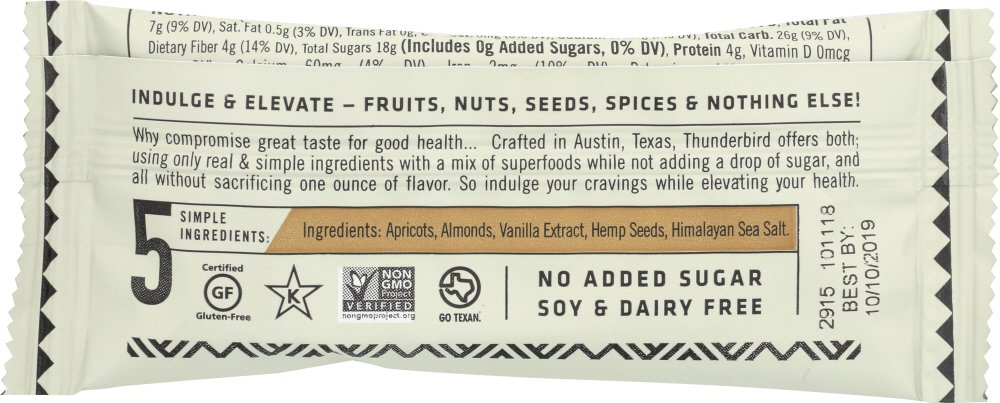 7g (9% DV), Sat. Fat 0.5g (3% DV), Trans Fat 0g,
Total Fat
Total Carb. 26g (9% DV),
Dietary Fiber 4g (14% DV), Total Sugars 18g (Includes 0g Added Sugars, 0% DV), Protein 4g, Vitamin D 0mcg
INDULGE & ELEVATE – FRUITS, NUTS, SEEDS, SPICES & NOTHING ELSE!
Why compromise great taste for good health... Crafted in Austin, Texas, Thunderbird offers both;
using only real & simple ingredients with a mix of superfoods while not adding a drop of sugar, and
all without sacrificing one ounce of flavor. So indulge your cravings while elevating your health.
5 SIMPLE
INGREDIENTS:
Ingredients: Apricots, Almonds, Vanilla Extract, Hemp Seeds, Himalayan Sea Salt.
Certified
GF
Gluten-Free
K
NON
GMO
Project
VERIFIED
nongmoproject.org
GO TEXAN.
NO ADDED SUGAR
SOY & DAIRY FREE
2915 101118
BEST BY:
10/10/2019